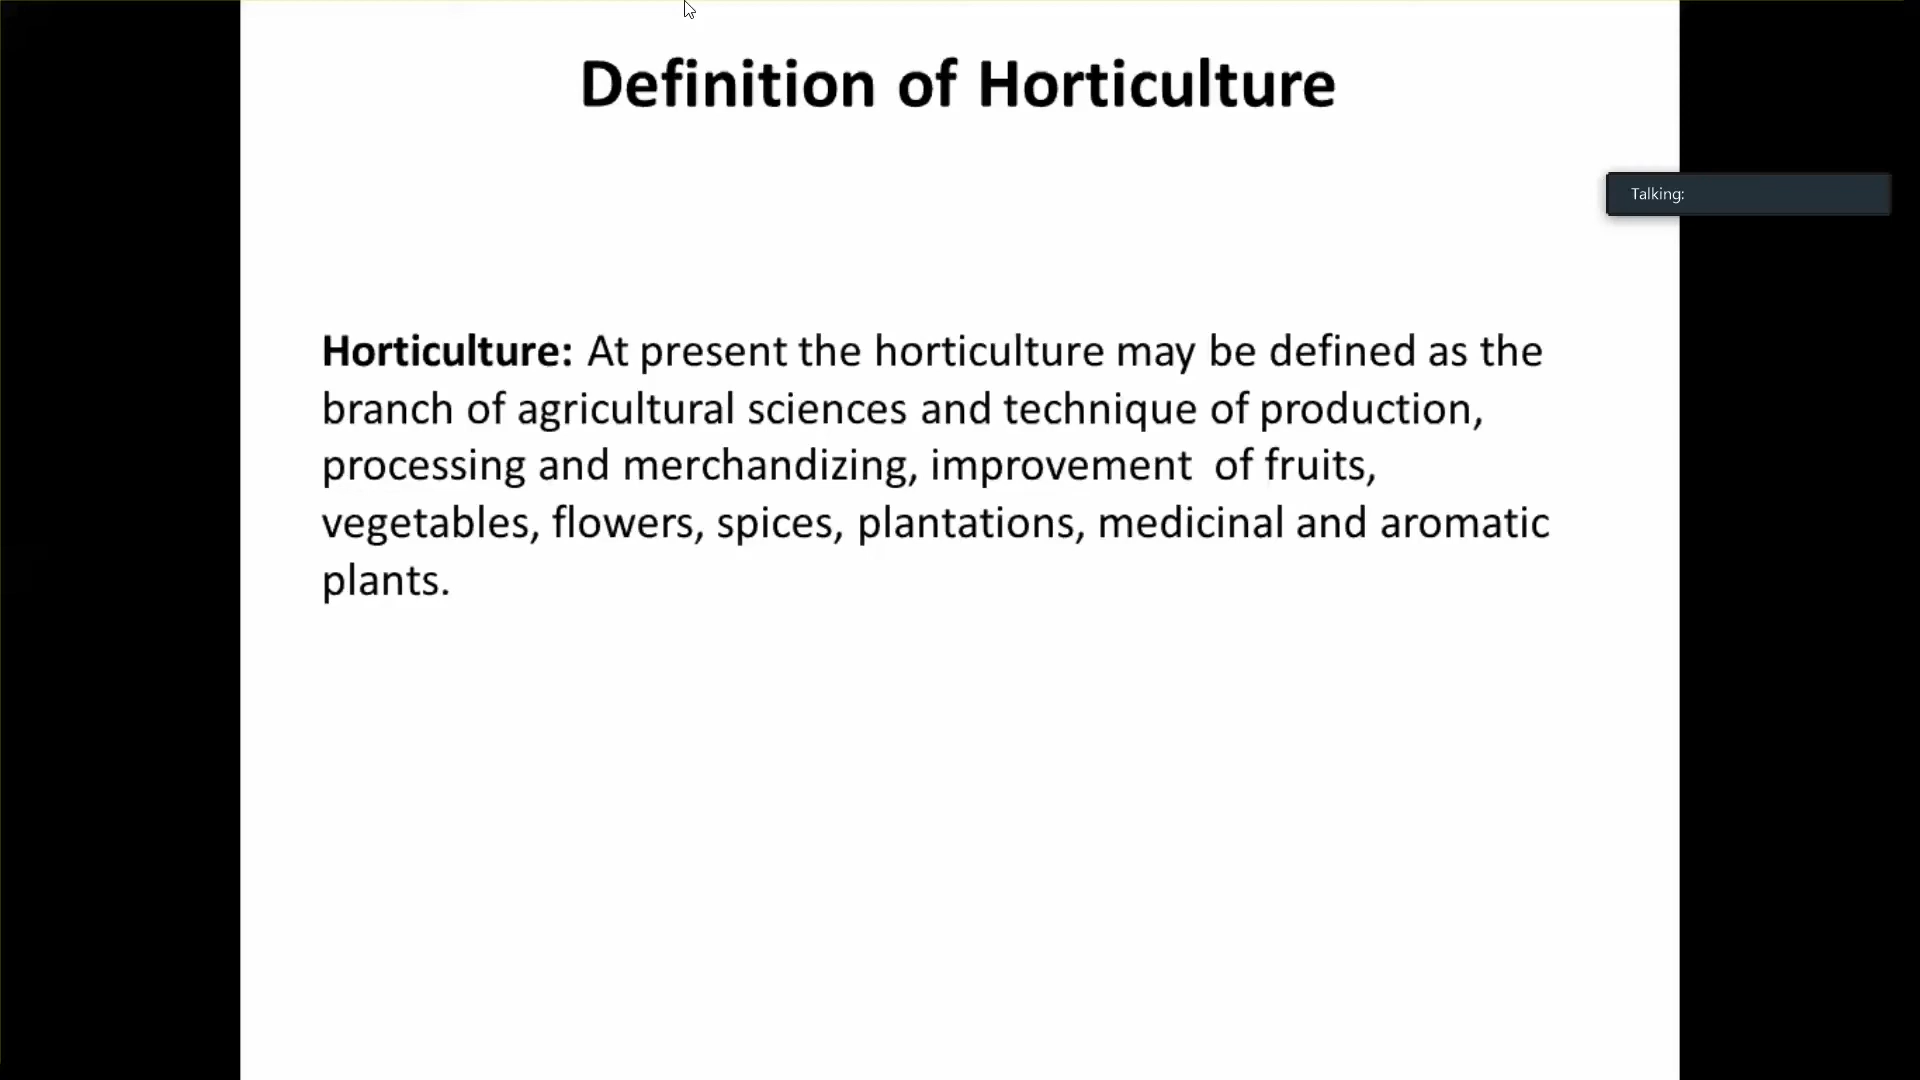 Definition of Horticulture
Talking:
Horticulture: At present the horticulture may be defined as the
branch of agricultural sciences and technique of production,
processing and merchandizing, improvement  of fruits,
vegetables, flowers, spices, plantations, medicinal and aromatic
plants.